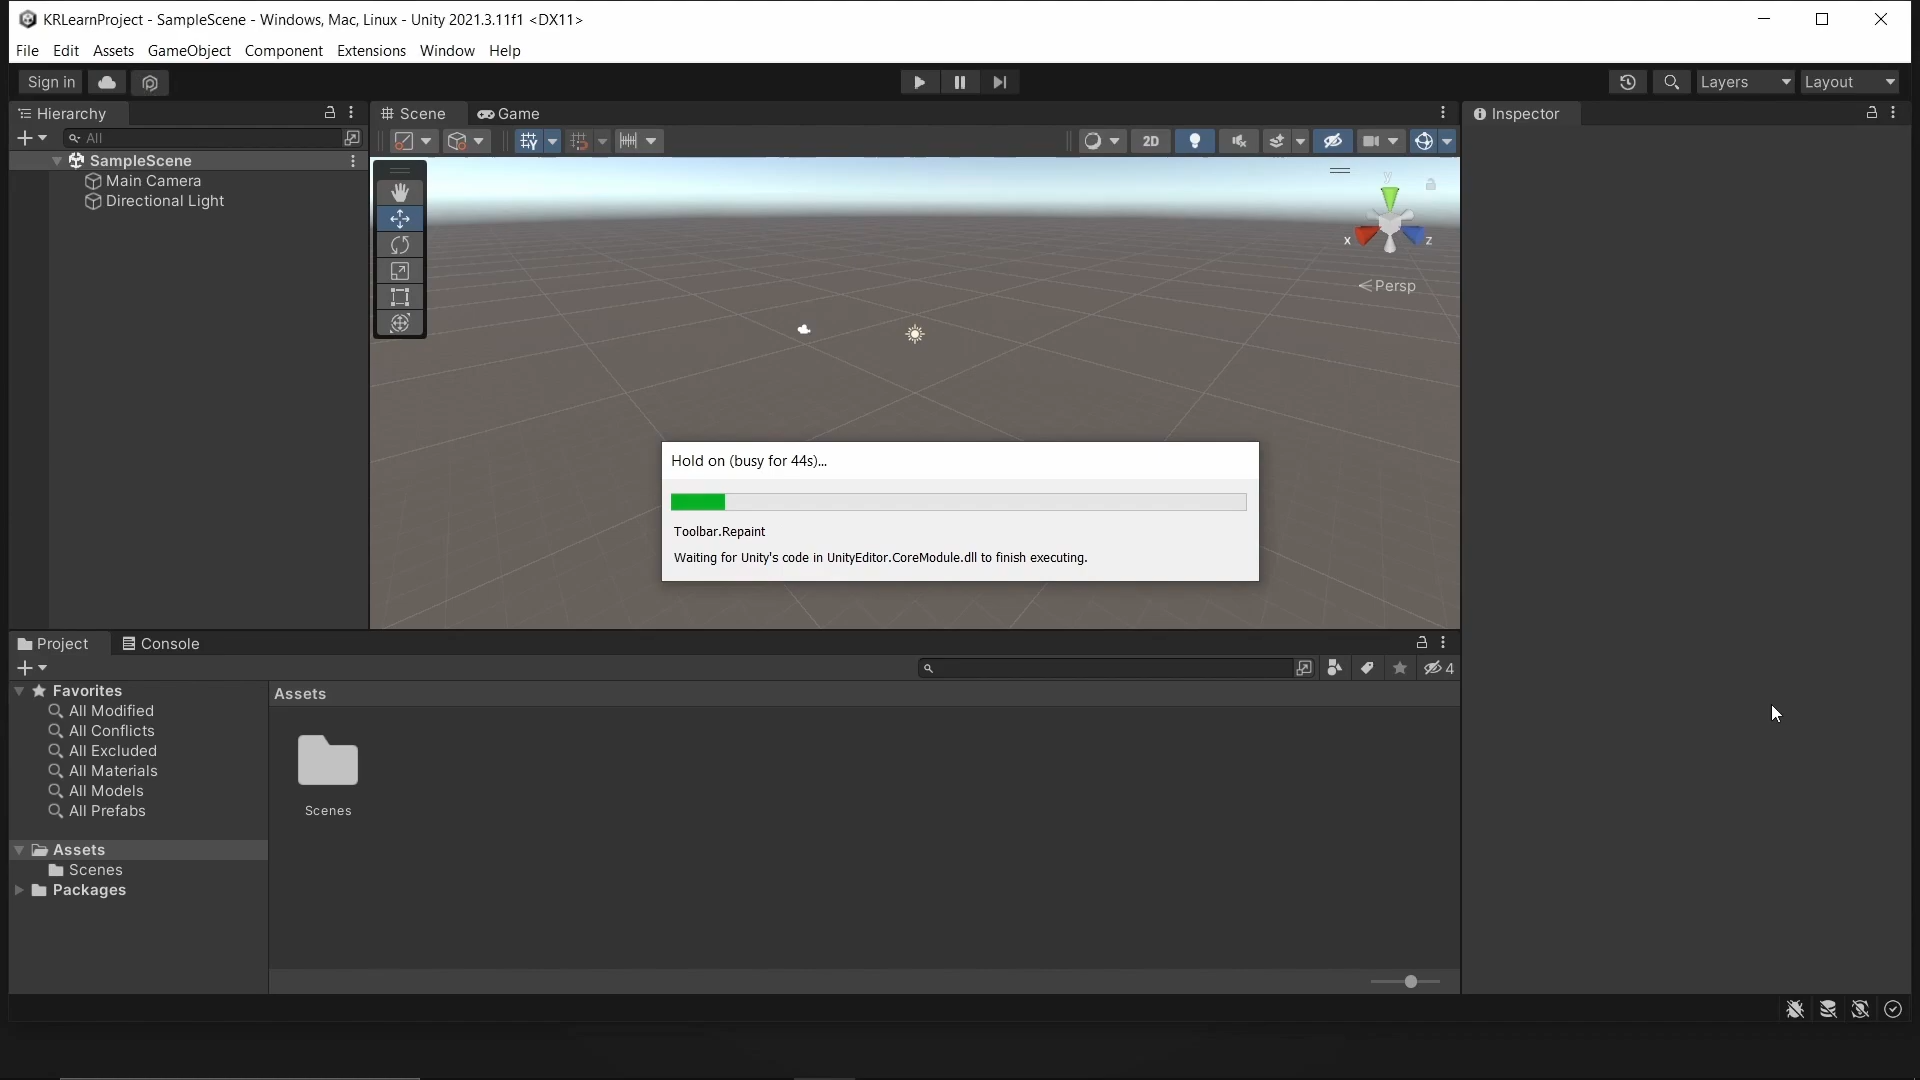 KRLearnProject - SampleScene - Windows, Mac, Linux - Unity 2021.3.11f1 <DX11>
File Edit Assets GameObject Component Extensions Window Help
Sign in
Layers
Layout
Hierarchy
Scene
Game
Inspector
All
2D
SampleScene
Main Camera
Directional Light
y
x
z
Persp
Hold on (busy for 44s)...
Toolbar.Repaint
Waiting for Unity's code in UnityEditor.CoreModule.dll to finish executing.
Project
Console
4
Favorites
All Modified
All Conflicts
All Excluded
All Materials
All Models
All Prefabs
Assets
Scenes
Packages
Assets
Scenes